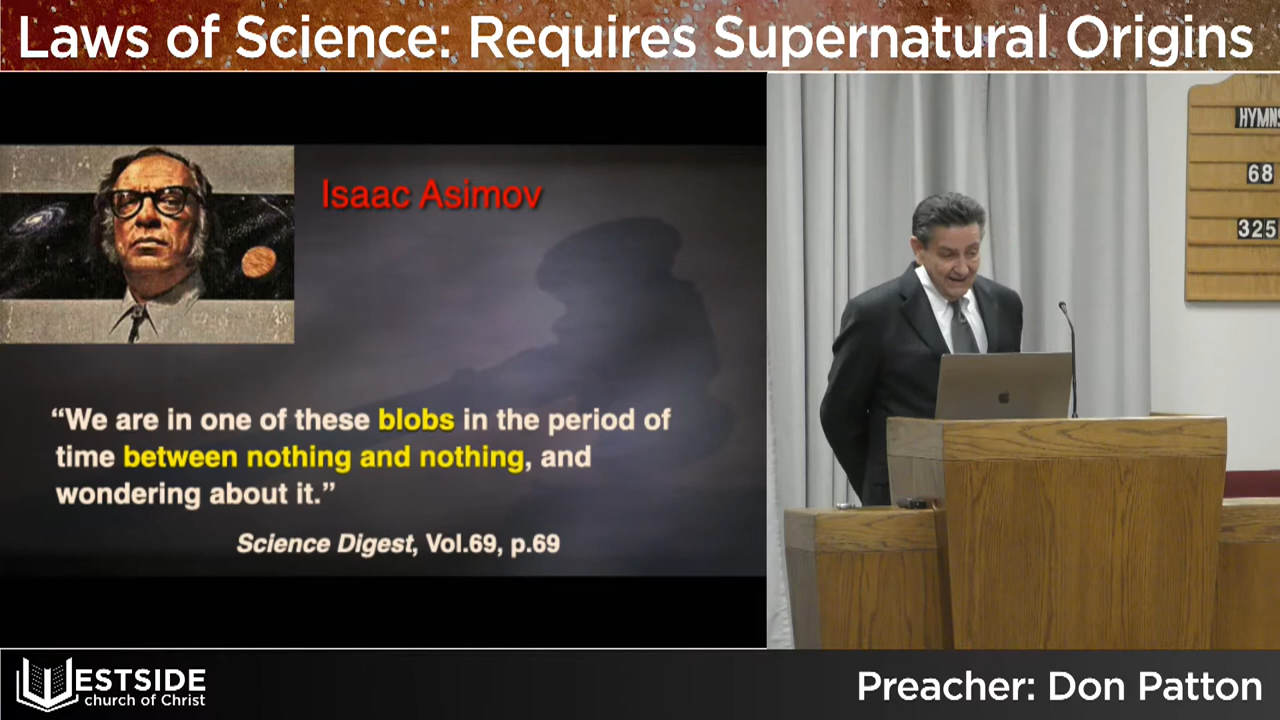 Laws of Science: Requires Supernatural Origins
Isaac Asimov
“We are in one of these blobs in the period of
time between nothing and nothing, and
wondering about it.”
Science Digest, Vol.69, p.69
HYMNS
68
325
WESTSIDE
church of Christ
Preacher: Don Patton